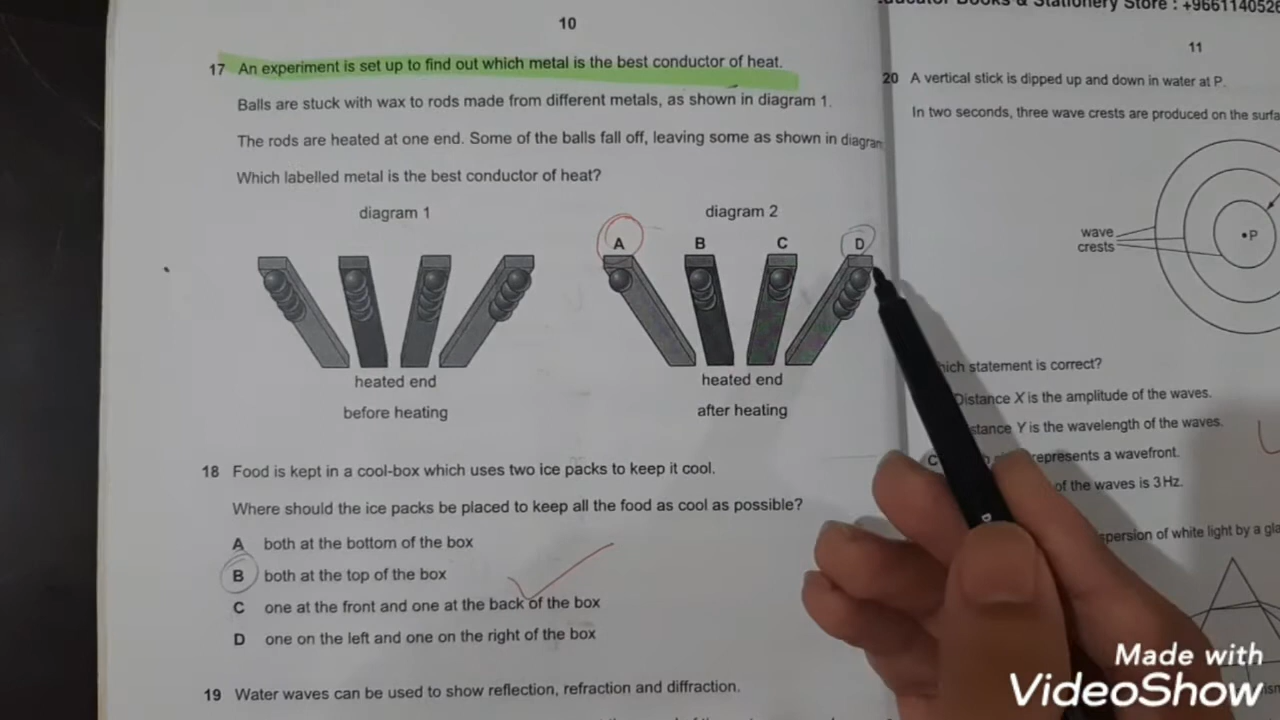 10
17 An experiment is set up to find out which metal is the best conductor of heat.
Balls are stuck with wax to rods made from different metals, as shown in diagram 1.
The rods are heated at one end. Some of the balls fall off, leaving some as shown in diagram
Which labelled metal is the best conductor of heat?
diagram 1
diagram 2
A B C D
heated end
before heating
heated end
after heating
18 Food is kept in a cool-box which uses two ice packs to keep it cool.
Where should the ice packs be placed to keep all the food as cool as possible?
A both at the bottom of the box
B both at the top of the box
C one at the front and one at the back of the box
D one on the left and one on the right of the box
19 Water waves can be used to show reflection, refraction and diffraction.
Books & Stationery Store : +9661140526
11
20 A vertical stick is dipped up and down in water at P.
In two seconds, three wave crests are produced on the surfa
wave
crests
P
hich statement is correct?
Distance X is the amplitude of the waves.
stance Y is the wavelength of the waves.
C represents a wavefront.
of the waves is 3 Hz.
spersion of white light by a gla
Made with
VideoShow